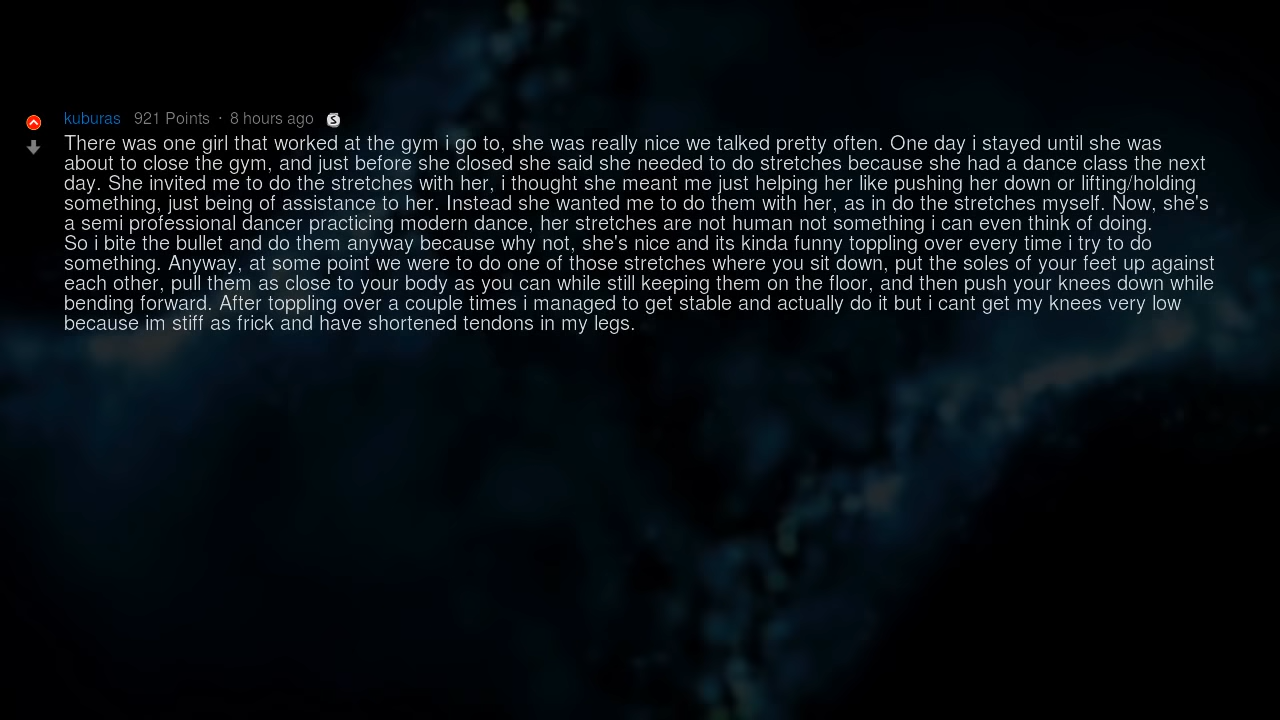 kuburas 921 Points · 8 hours ago
There was one girl that worked at the gym i go to, she was really nice we talked pretty often. One day i stayed until she was
about to close the gym, and just before she closed she said she needed to do stretches because she had a dance class the next
day. She invited me to do the stretches with her, i thought she meant me just helping her like pushing her down or lifting/holding
something, just being of assistance to her. Instead she wanted me to do them with her, as in do the stretches myself. Now, she's
a semi professional dancer practicing modern dance, her stretches are not human not something i can even think of doing.
So i bite the bullet and do them anyway because why not, she's nice and its kinda funny toppling over every time i try to do
something. Anyway, at some point we were to do one of those stretches where you sit down, put the soles of your feet up against
each other, pull them as close to your body as you can while still keeping them on the floor, and then push your knees down while
bending forward. After toppling over a couple times i managed to get stable and actually do it but i cant get my knees very low
because im stiff as frick and have shortened tendons in my legs.